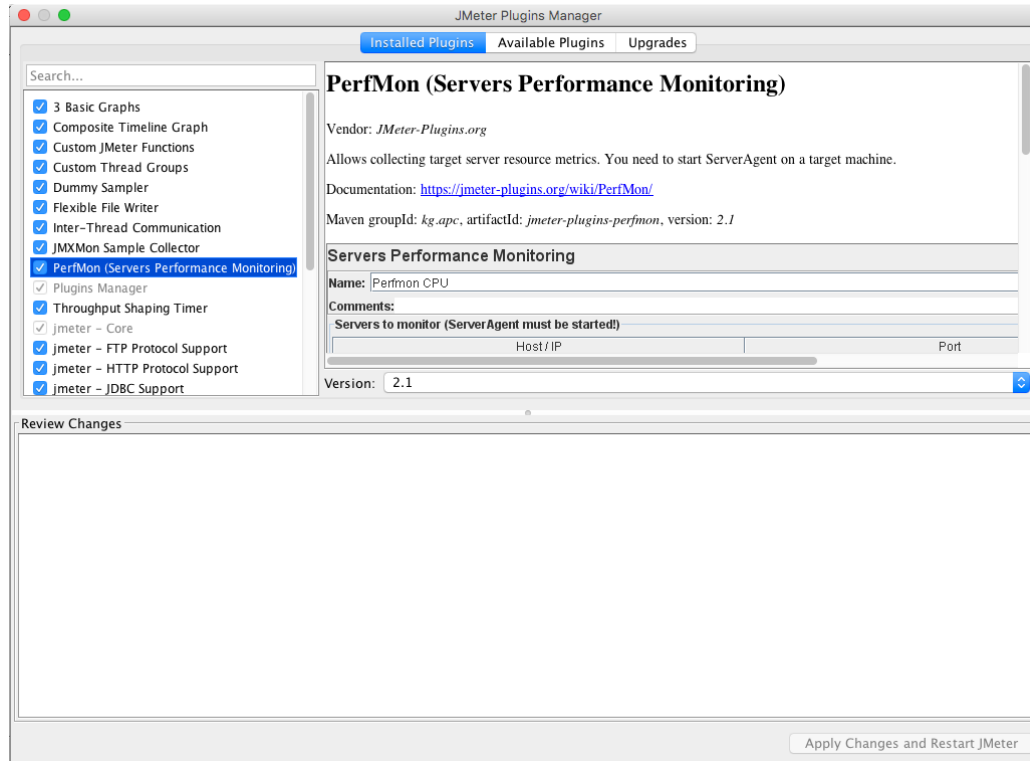 JMeter Plugins Manager
Installed Plugins Available Plugins Upgrades
Search...
3 Basic Graphs
Composite Timeline Graph
Custom JMeter Functions
Custom Thread Groups
Dummy Sampler
Flexible File Writer
Inter-Thread Communication
JMXMon Sample Collector
PerfMon (Servers Performance Monitoring)
Plugins Manager
Throughput Shaping Timer
jmeter - Core
jmeter - FTP Protocol Support
jmeter - HTTP Protocol Support
jmeter - JDBC Support
PerfMon (Servers Performance Monitoring)
Vendor: JMeter-Plugins.org
Allows collecting target server resource metrics. You need to start ServerAgent on a target machine.
Documentation: https://jmeter-plugins.org/wiki/PerfMon/
Maven groupId: kg.apc, artifactId: jmeter-plugins-perfmon, version: 2.1
Servers Performance Monitoring
Name: Perfmon CPU
Comments:
Servers to monitor (ServerAgent must be started!)
Host / IP Port
Version: 2.1
Review Changes
Apply Changes and Restart JMeter